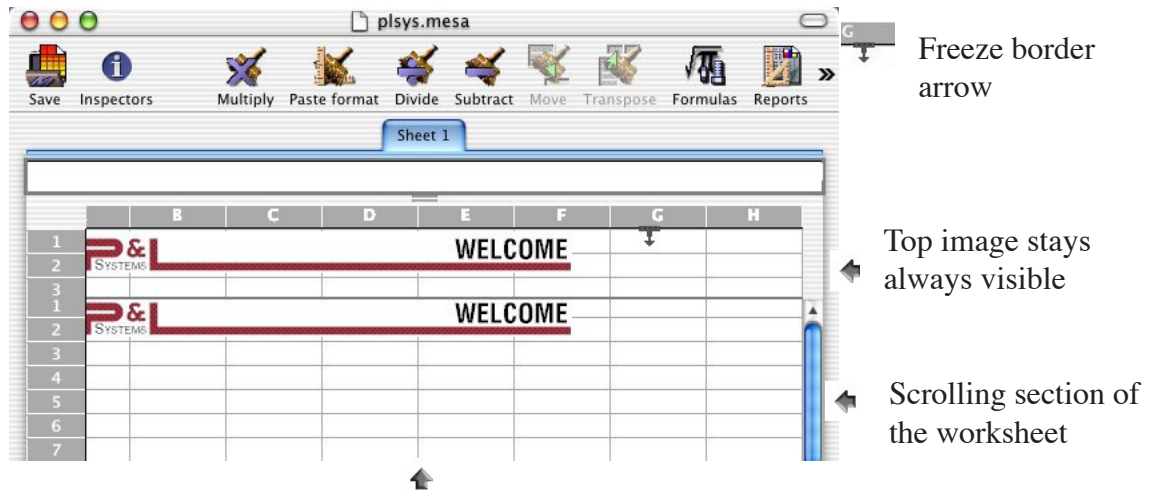 plsys.mesa
Save Inspectors Multiply Paste format Divide Subtract Move Transpose Formulas Reports »
Sheet 1
B C D E F G H
1 P&L WELCOME
2 SYSTEMS
3
1 P&L WELCOME
2 SYSTEMS
3
4
5
6
7
G
Freeze border
arrow
Top image stays
always visible
Scrolling section of
the worksheet